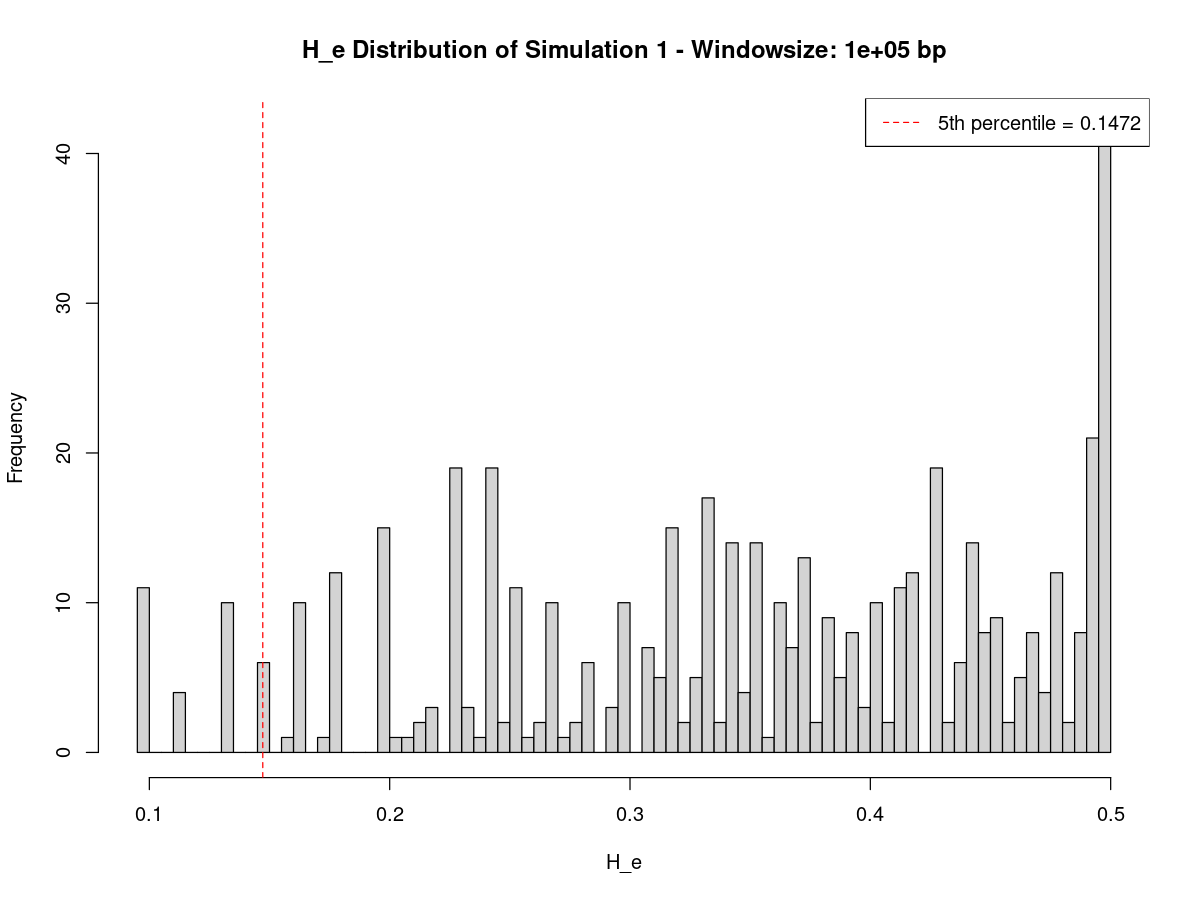 H_e Distribution of Simulation 1 - Windowsize: 1e+05 bp
5th percentile = 0.1472
40
30
20
10
0
Frequency
0.1 0.2 0.3 0.4 0.5
H_e